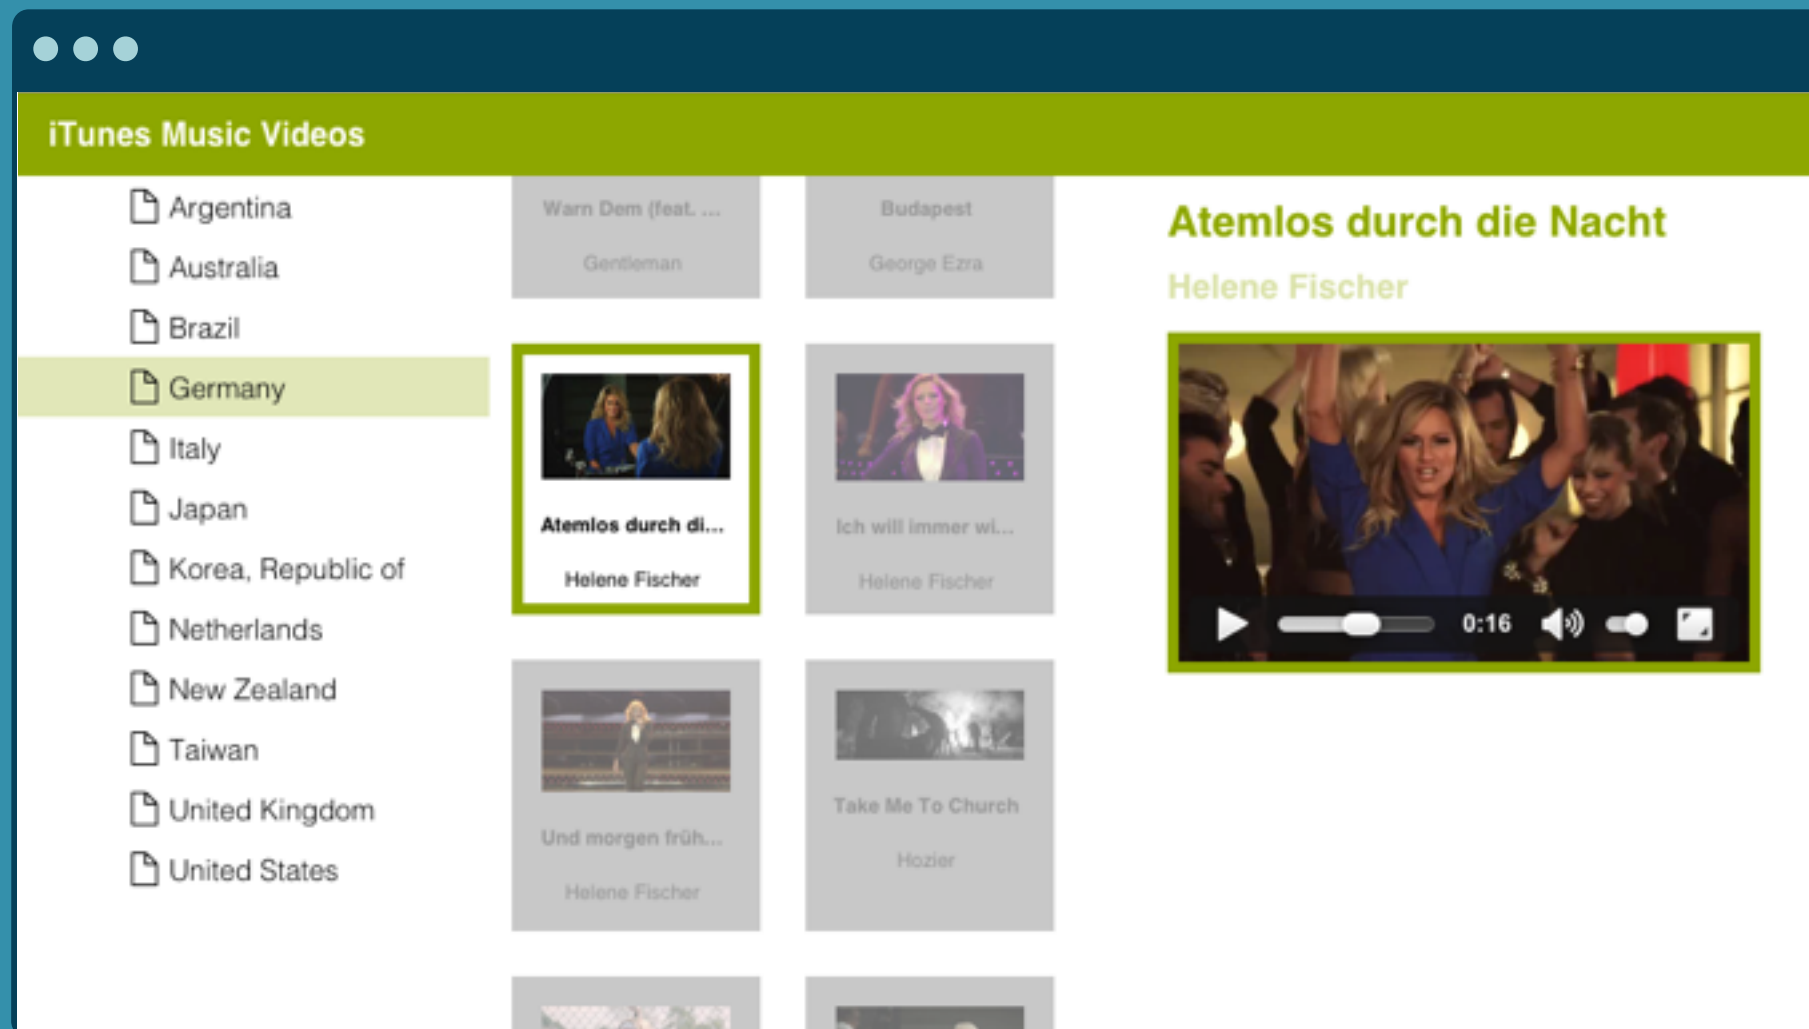 iTunes Music Videos
Argentina
Australia
Brazil
Germany
Italy
Japan
Korea, Republic of
Netherlands
New Zealand
Taiwan
United Kingdom
United States
Warn Dem (feat. ...
Gentleman
Budapest
George Ezra
Atemlos durch di...
Helene Fischer
Ich will immer wi...
Helene Fischer
Und morgen früh...
Helene Fischer
Take Me To Church
Hozier
Atemlos durch die Nacht
Helene Fischer
0:16